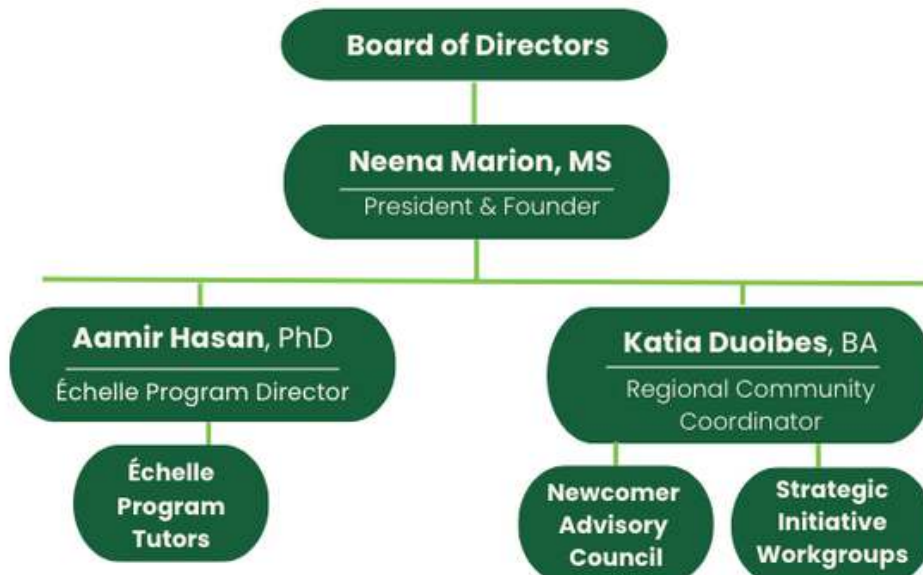 Board of Directors
Neena Marion, MS
President & Founder
Aamir Hasan, PhD
Échelle Program Director
Échelle
Program
Tutors
Katia Duoibes, BA
Regional Community
Coordinator
Newcomer
Advisory
Council
Strategic
Initiative
Workgroups